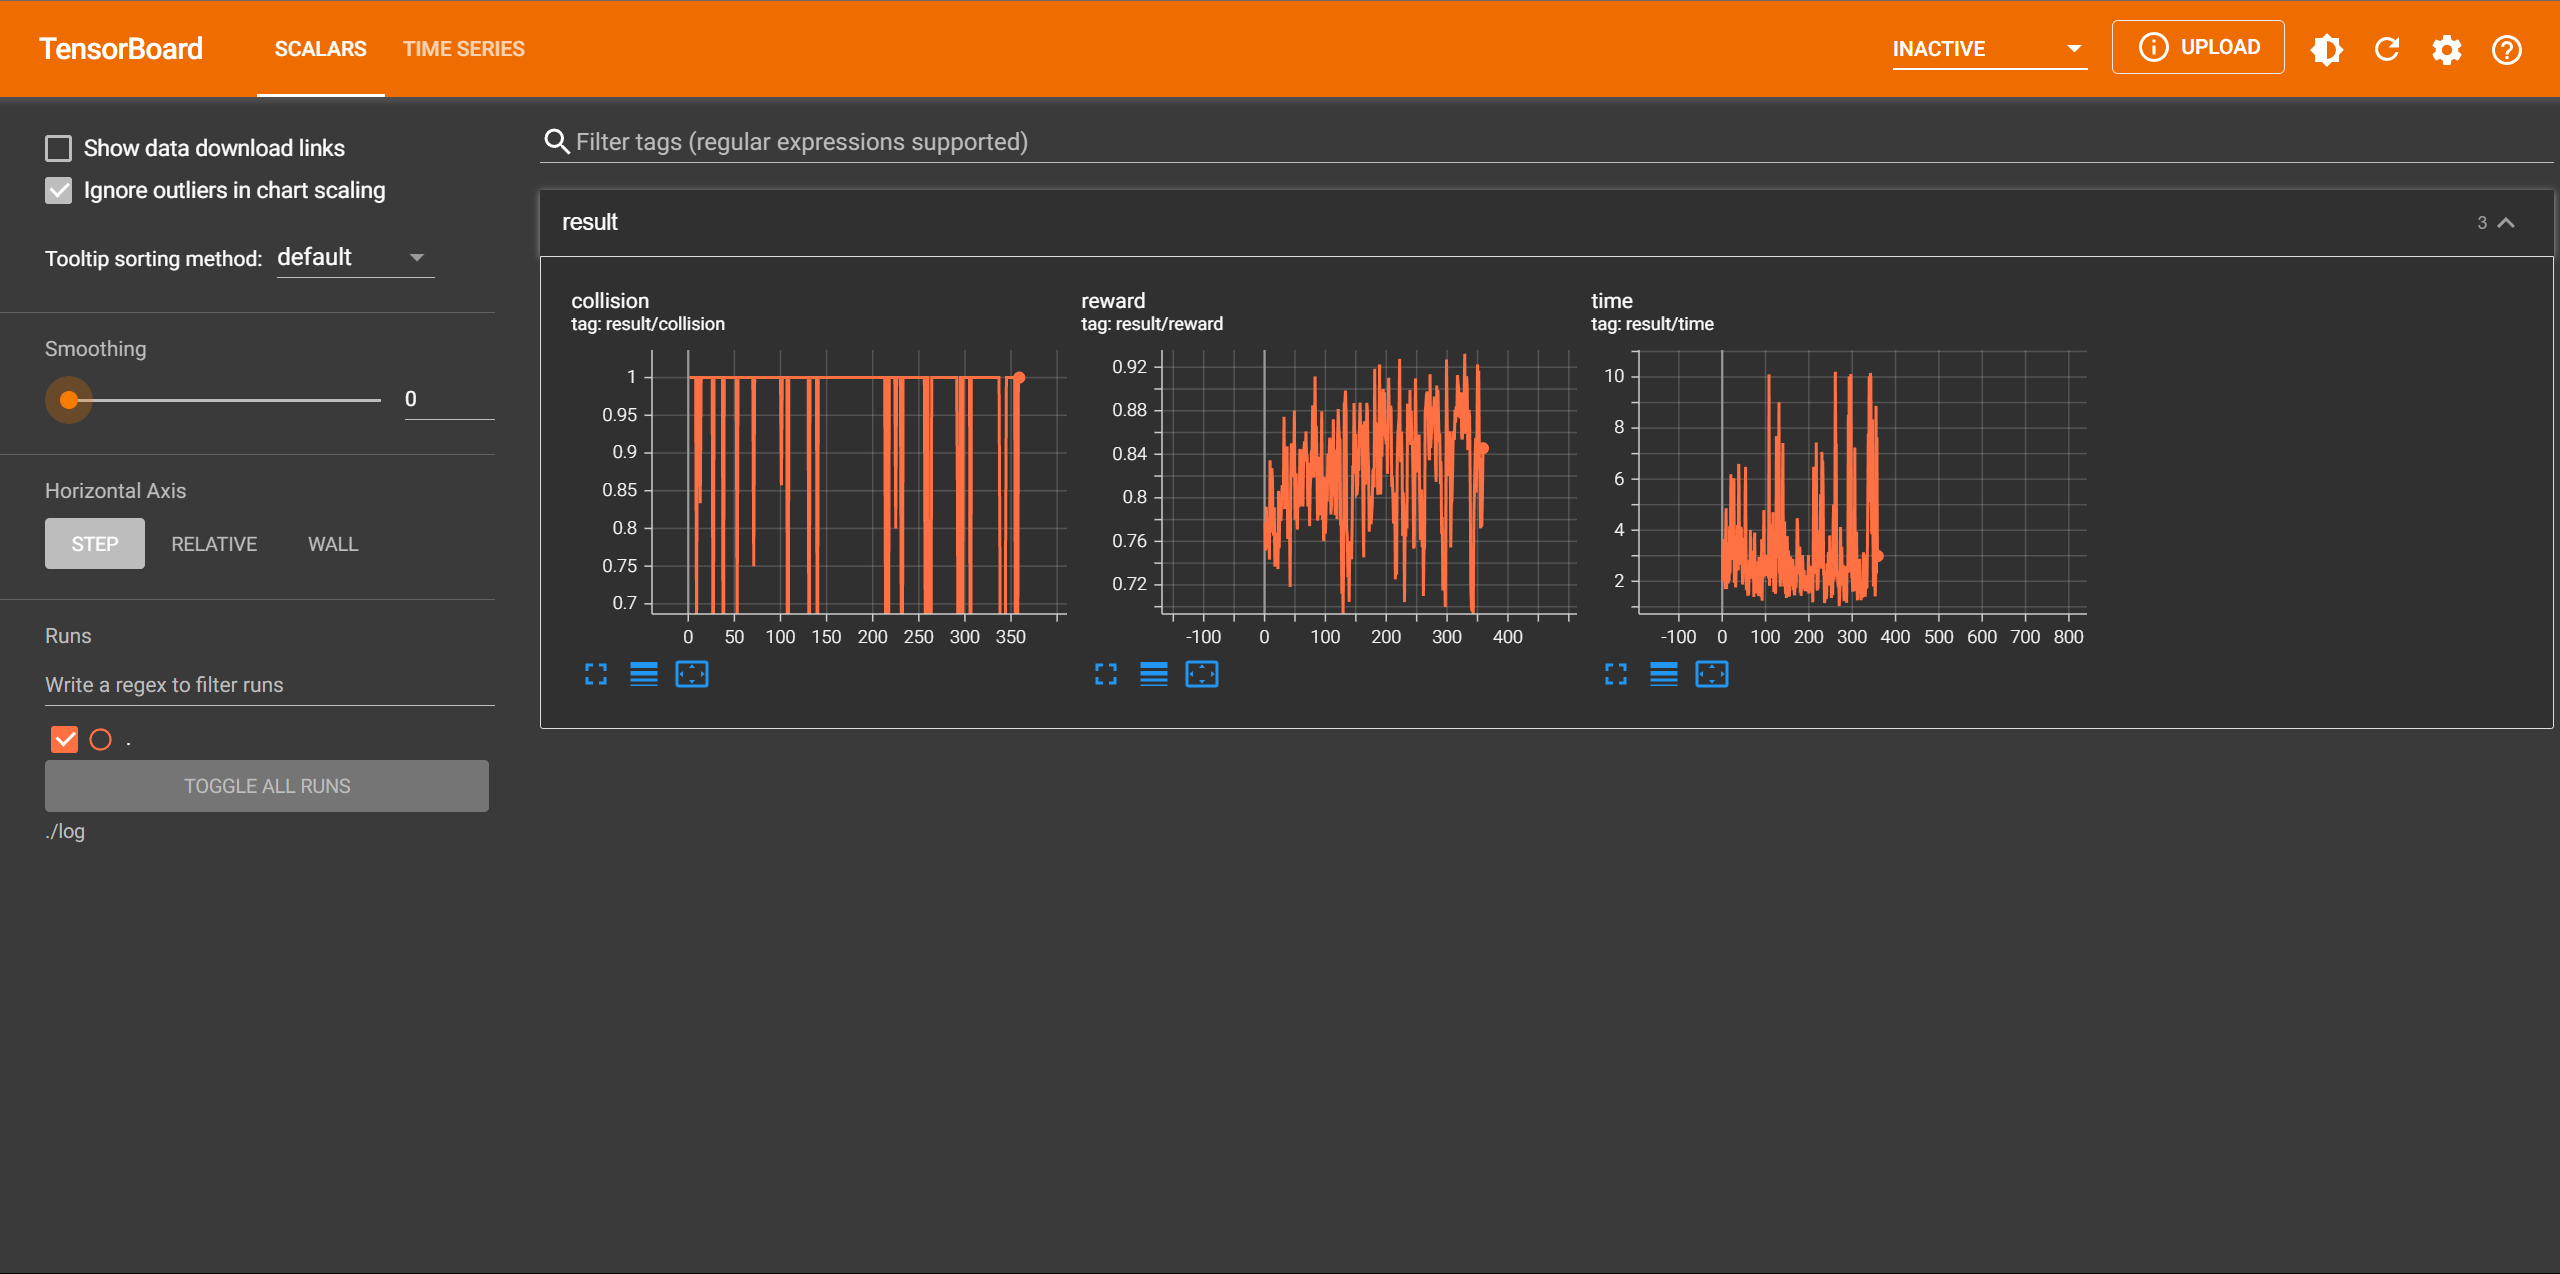 TensorBoard SCALARS TIME SERIES INACTIVE UPLOAD
Show data download links
Ignore outliers in chart scaling
Tooltip sorting method: default
Smoothing
0
Horizontal Axis
STEP RELATIVE WALL
Runs
Write a regex to filter runs
.
TOGGLE ALL RUNS
./log
Filter tags (regular expressions supported)
result 3
collision
tag: result/collision
1
0.95
0.9
0.85
0.8
0.75
0.7
0 50 100 150 200 250 300 350
reward
tag: result/reward
0.92
0.88
0.84
0.8
0.76
0.72
-100 0 100 200 300 400
time
tag: result/time
10
8
6
4
2
-100 0 100 200 300 400 500 600 700 800